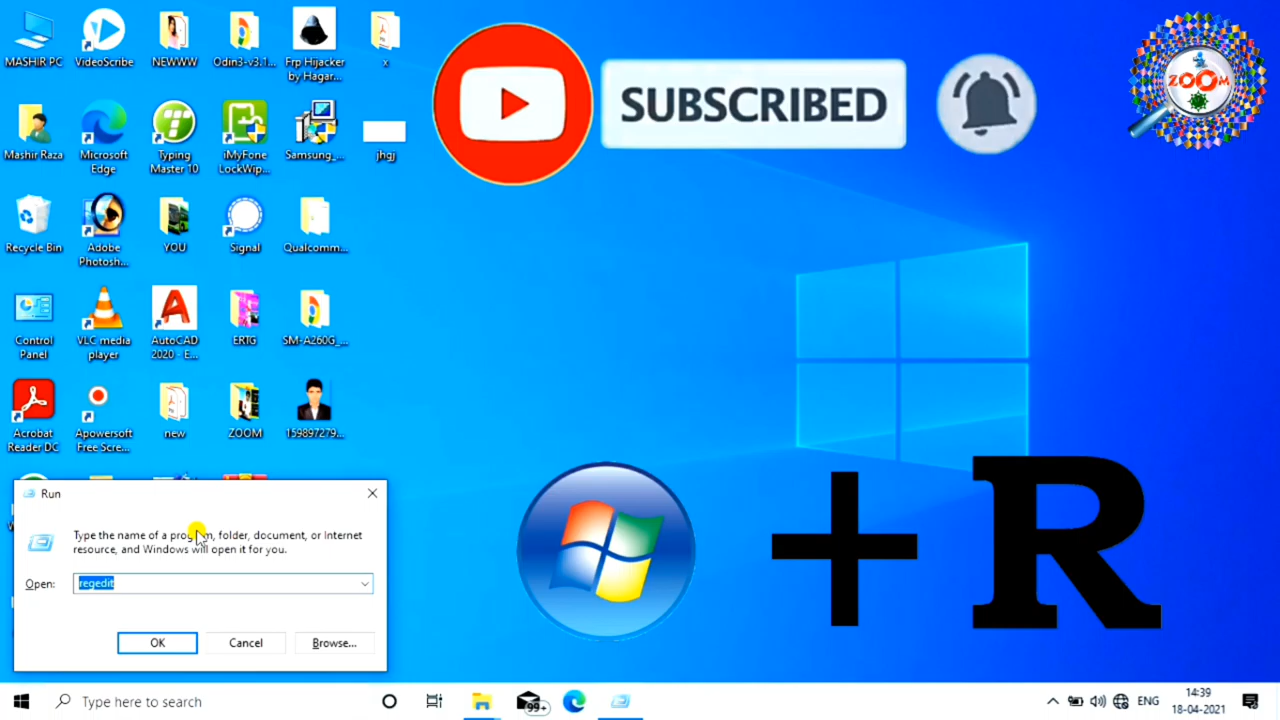 MASHIR PC
VideoScribe
NEWWW
Odin3-v3.1...
Frp Hijacker
by Hagar...
x
SUBSCRIBED
ZOOM
Mashir Raza
Microsoft
Edge
Typing
Master 10
iMyFone
LockWip...
Samsung_...
jhgj
Recycle Bin
Adobe
Photosh...
YOU
Signal
Qualcomm...
Control
Panel
VLC media
player
AutoCAD
2020 - E...
ERTG
SM-A260G_...
Acrobat
Reader DC
Apowersoft
Free Scre...
new
ZOOM
159897279...
Run
Type the name of a program, folder, document, or Internet
resource, and Windows will open it for you.
Open:
regedit
OK
Cancel
Browse...
+ R
Type here to search
99+
ENG
14:39
18-04-2021